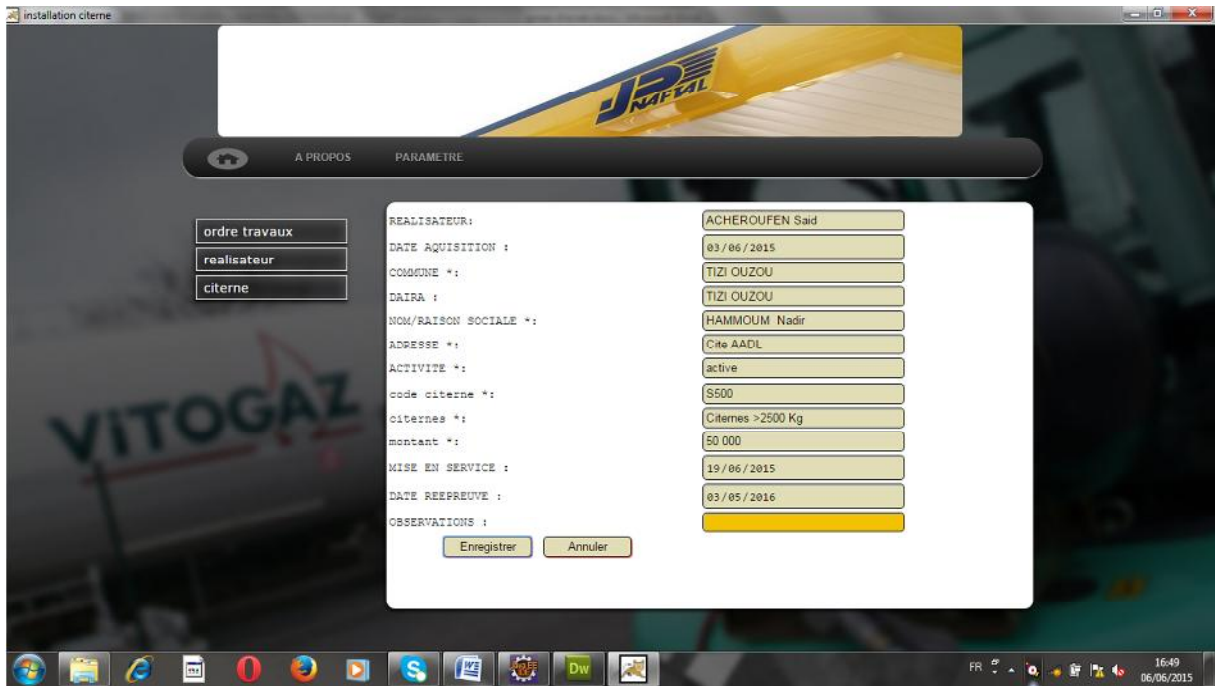 installation citerne
NAFTAL
A PROPOS PARAMETRE
ordre travaux
realisateur
citerne
REALISATEUR: ACHEROUFEN Said
DATE AQUISITION : 03/06/2015
COMMUNE *: TIZI OUZOU
DAIRA : TIZI OUZOU
NOM/RAISON SOCIALE *: HAMMOUM Nadir
ADRESSE *: Cite AADL
ACTIVITE *: active
code citerne *: S500
citernes *: Citernes >2500 Kg
montant *: 50 000
MISE EN SERVICE : 19/06/2015
DATE REEPREUVE : 03/05/2016
OBSERVATIONS :
Enregistrer Annuler
VITOGAZ
Dw
FR
16:49
06/06/2015